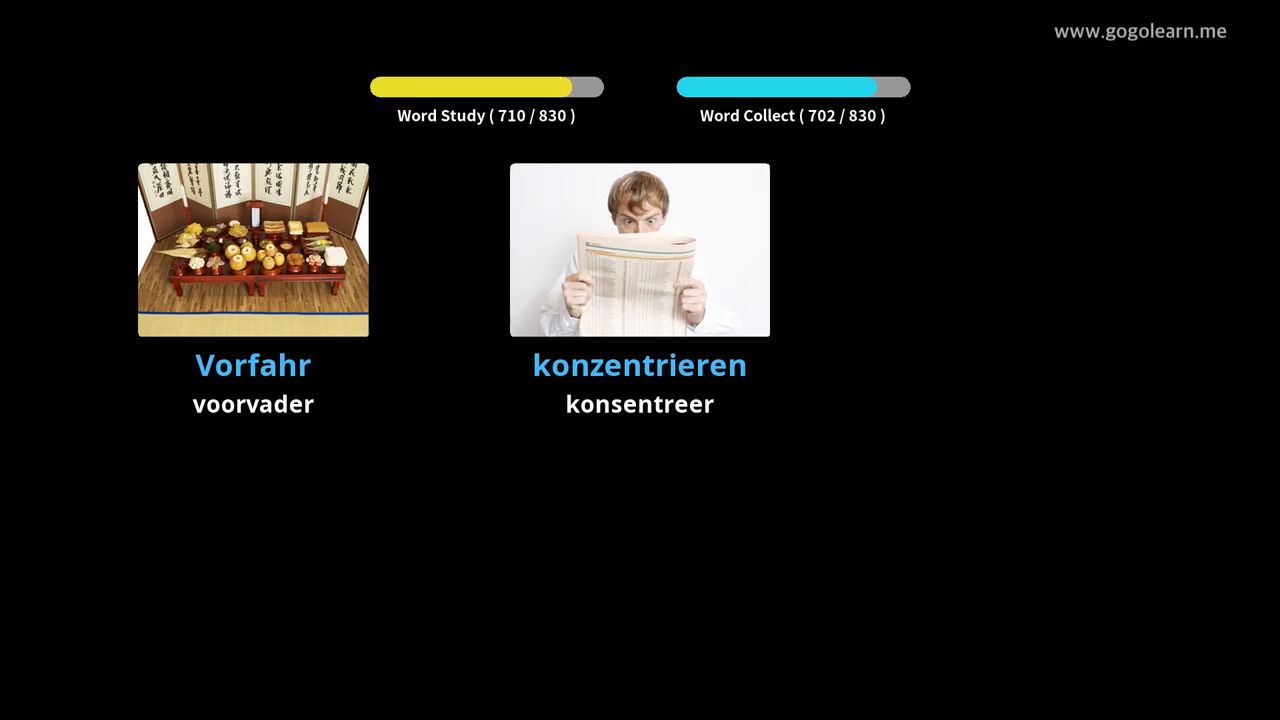 www.gogolearn.me
Word Study ( 710 / 830 )
Word Collect ( 702 / 830 )
Vorfahr
voorvader
konzentrieren
konsentreer